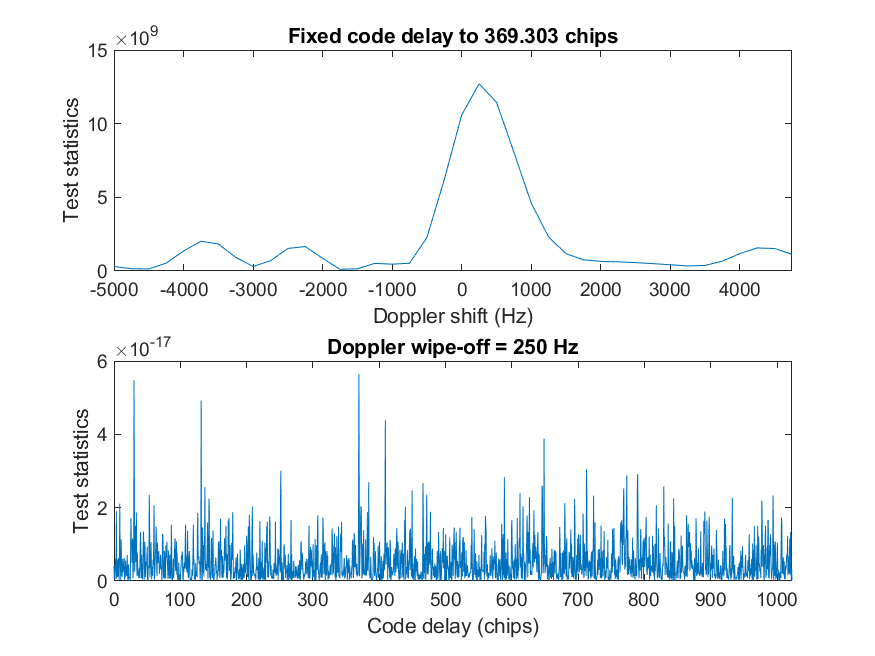 ×10^9
Fixed code delay to 369.303 chips
15
10
5
0
Test statistics
-5000 -4000 -3000 -2000 -1000 0 1000 2000 3000 4000
Doppler shift (Hz)
×10^-17
Doppler wipe-off = 250 Hz
6
4
2
0
Test statistics
0 100 200 300 400 500 600 700 800 900 1000
Code delay (chips)